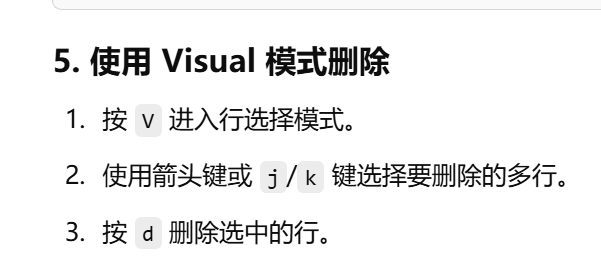 5. 使用 Visual 模式删除
1. 按 V 进入行选择模式。
2. 使用箭头键或 j/k 键选择要删除的多行。
3. 按 d 删除选中的行。